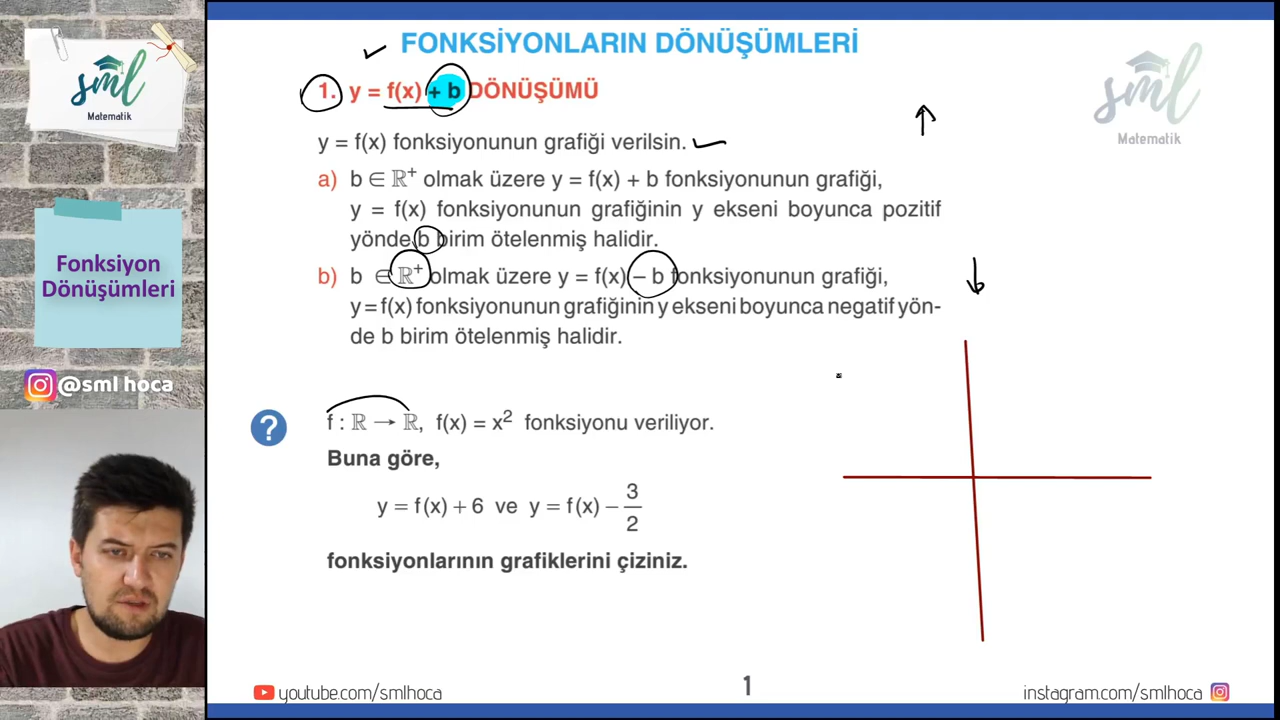 FONKSİYONLARIN DÖNÜŞÜMLERİ
sml
Matematik
1. y = f(x) + b DÖNÜŞÜMÜ
sml
Matematik
y = f(x) fonksiyonunun grafiği verilsin.
a) b ∈ ℝ⁺ olmak üzere y = f(x) + b fonksiyonunun grafiği,
y = f(x) fonksiyonunun grafiğinin y ekseni boyunca pozitif
yönde b birim ötelenmiş halidir.
b) b ∈ ℝ⁺ olmak üzere y = f(x) – b fonksiyonunun grafiği,
y = f(x) fonksiyonunun grafiğinin y ekseni boyunca negatif yön-
de b birim ötelenmiş halidir.
Fonksiyon
Dönüşümleri
@sml hoca
? f : ℝ → ℝ, f(x) = x² fonksiyonu veriliyor.
Buna göre,
y = f(x) + 6 ve y = f(x) – 3/2
fonksiyonlarının grafiklerini çiziniz.
youtube.com/smlhoca
1
instagram.com/smlhoca